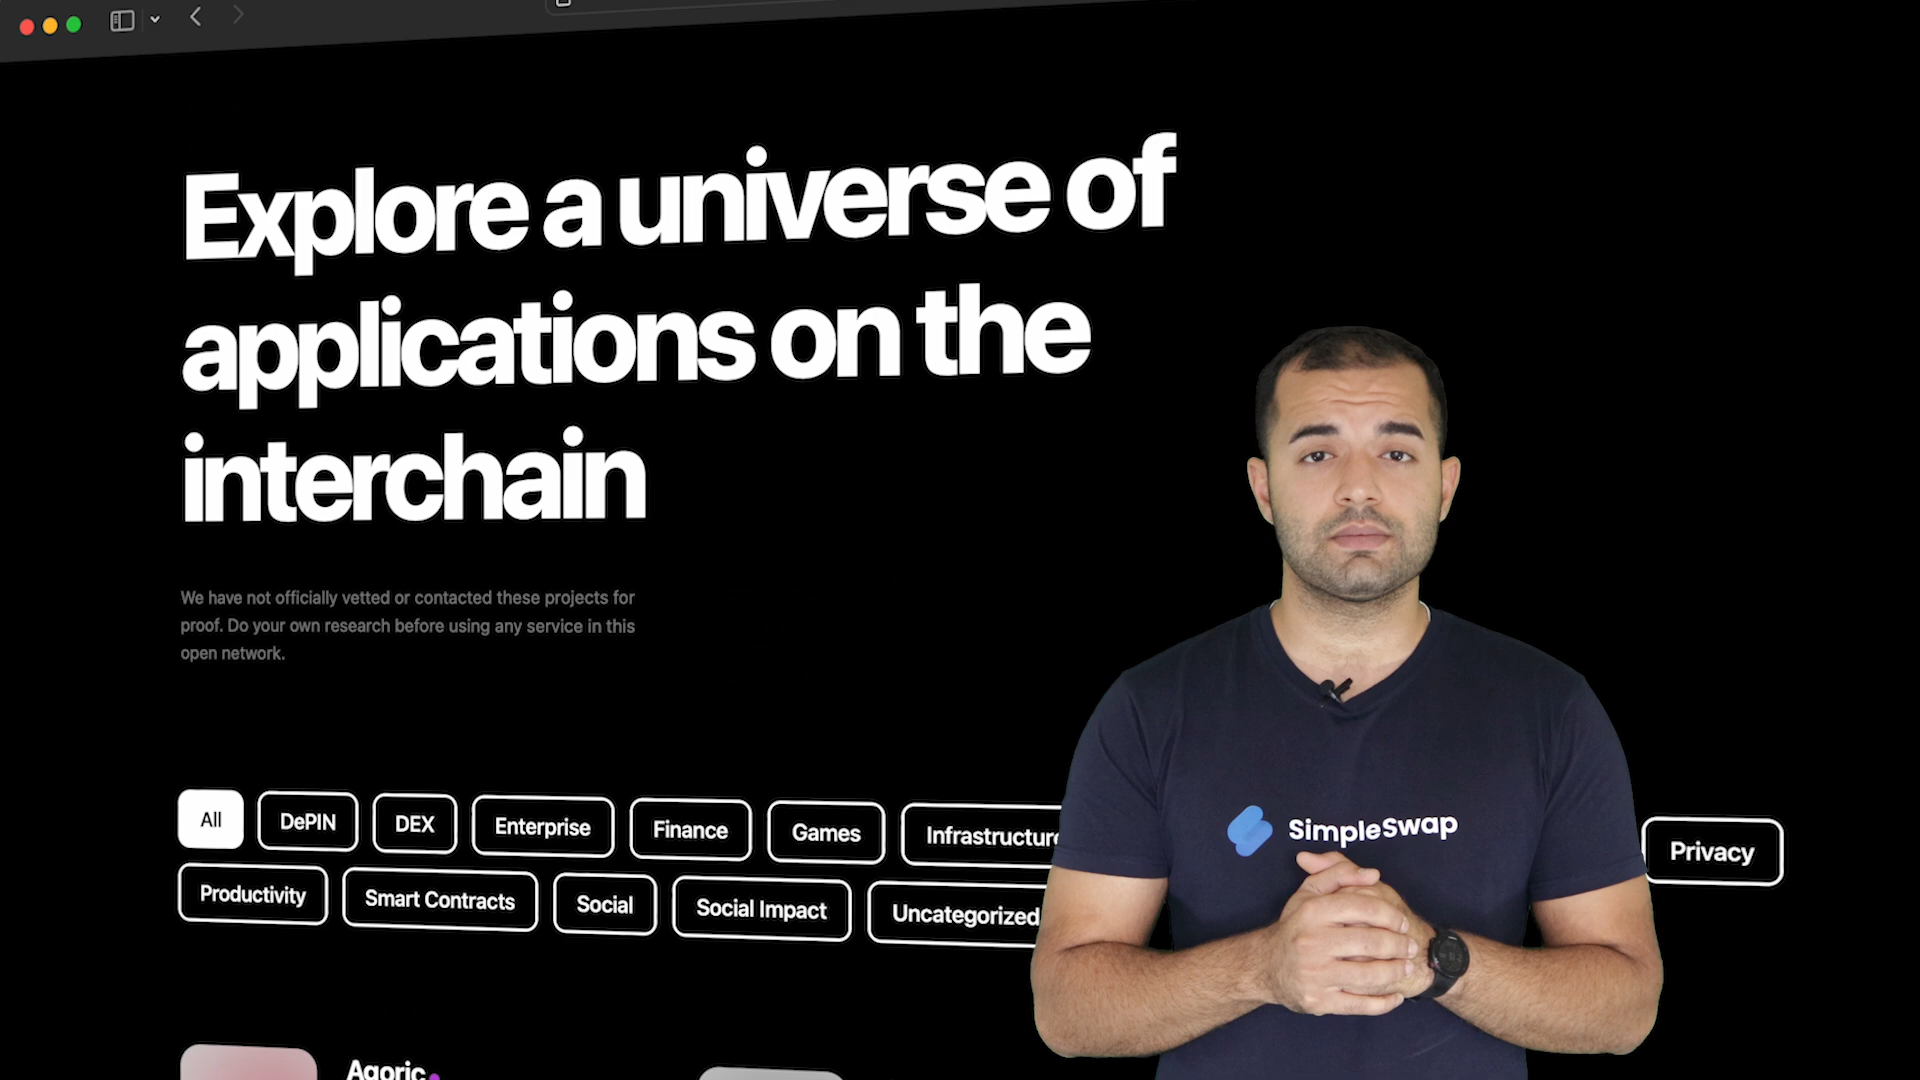 Explore a universe of
applications on the
interchain
We have not officially vetted or contacted these projects for
proof. Do your own research before using any service in this
open network.
All DePIN DEX Enterprise Finance Games Infrastructure Privacy
Productivity Smart Contracts Social Social Impact Uncategorized
SimpleSwap
Agoric